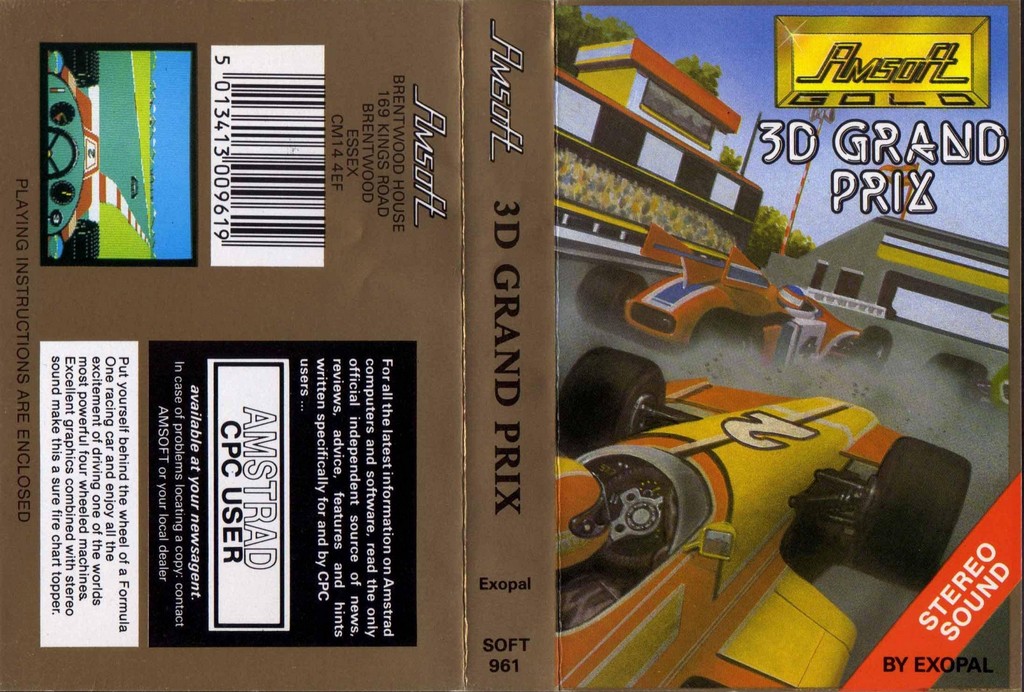 Amsoft
GOLD
3D GRAND
PRIX
2
STEREO
SOUND
BY EXOPAL
Amsoft
3D GRAND PRIX
Exopal
SOFT
961
Amsoft
BRENTWOOD HOUSE
169 KINGS ROAD
BRENTWOOD
ESSEX
CM14 4EF
5 013413 009619
2
For all the latest information on Amstrad
computers and software, read the only
official independent source of news,
reviews, advice, features and hints
written specifically for and by CPC
users ...
AMSTRAD
CPC USER
available at your newsagent.
In case of problems locating a copy: contact
AMSOFT or your local dealer
Put yourself behind the wheel of a Formula
One racing car and enjoy all the
excitement of driving one of the worlds
most powerful four wheeled machines.
Excellent graphics combined with stereo
sound make this a sure fire chart topper.
PLAYING INSTRUCTIONS ARE ENCLOSED